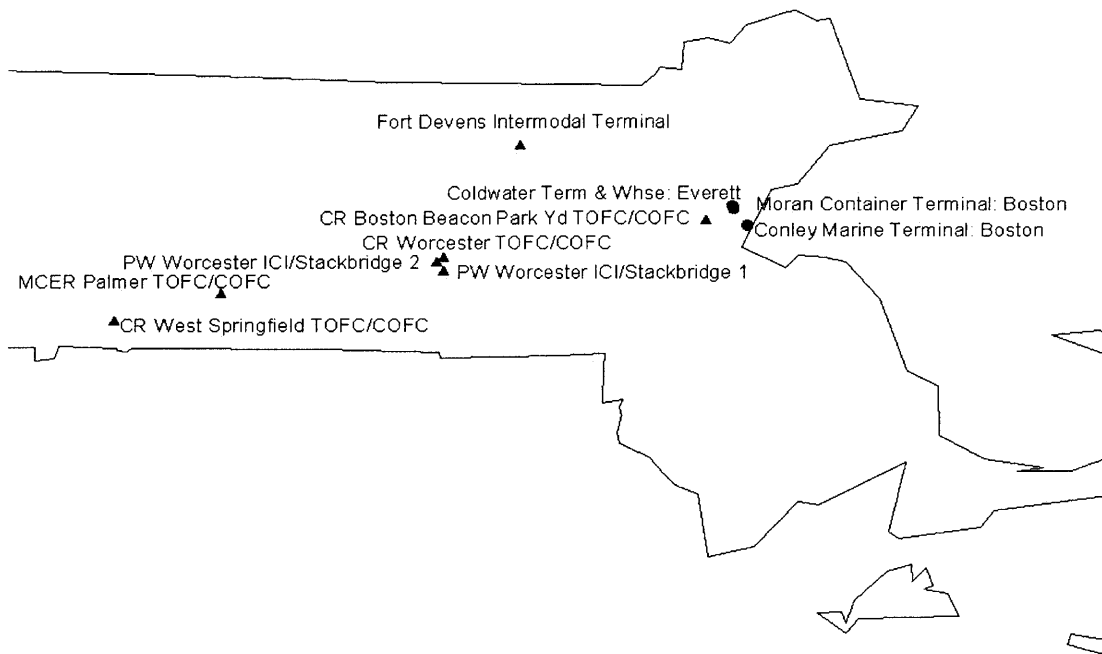 Fort Devens Intermodal Terminal
Coldwater Term & Whse: Everett
Moran Container Terminal: Boston
CR Boston Beacon Park Yd TOFC/COFC
Conley Marine Terminal: Boston
CR Worcester TOFC/COFC
PW Worcester ICI/Stackbridge 2
PW Worcester ICI/Stackbridge 1
MCER Palmer TOFC/COFC
CR West Springfield TOFC/COFC